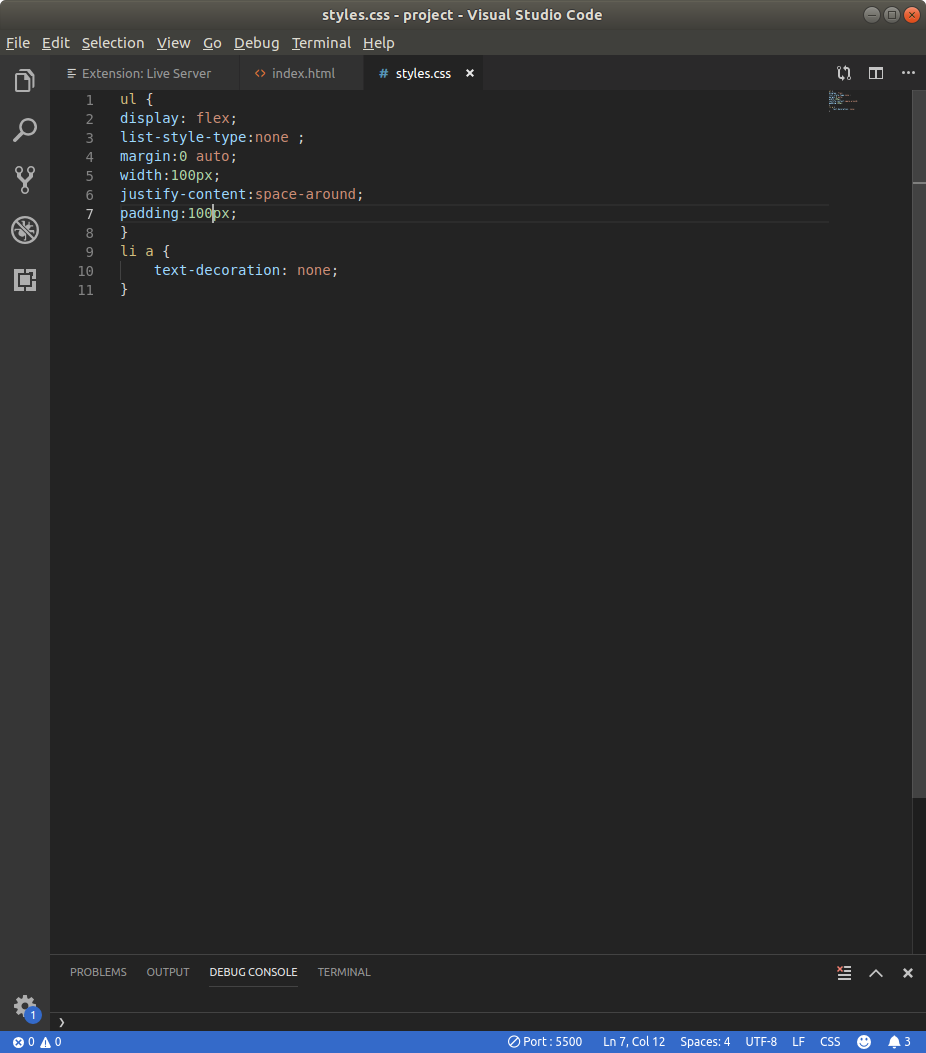 styles.css - project - Visual Studio Code
File Edit Selection View Go Debug Terminal Help
Extension: Live Server index.html # styles.css
1 ul {
2 display: flex;
3 list-style-type:none ;
4 margin:0 auto;
5 width:100px;
6 justify-content:space-around;
7 padding:100px;
8 }
9 li a {
10 text-decoration: none;
11 }
PROBLEMS OUTPUT DEBUG CONSOLE TERMINAL
1
0 0 Port : 5500 Ln 7, Col 12 Spaces: 4 UTF-8 LF CSS 3